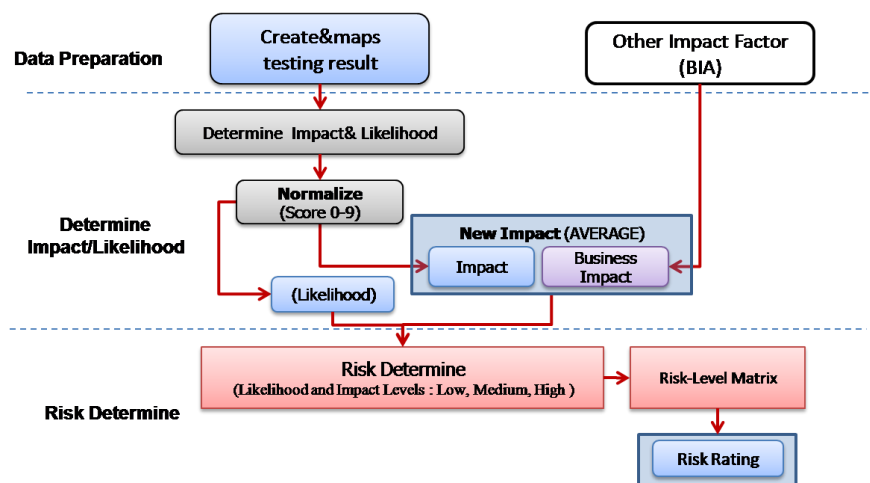 Create&maps
testing result
Other Impact Factor
(BIA)
Data Preparation
Determine Impact& Likelihood
Normalize
(Score 0-9)
Determine
Impact/Likelihood
New Impact (AVERAGE)
Impact
Business
Impact
(Likelihood)
Risk Determine
(Likelihood and Impact Levels : Low, Medium, High )
Risk-Level Matrix
Risk Determine
Risk Rating